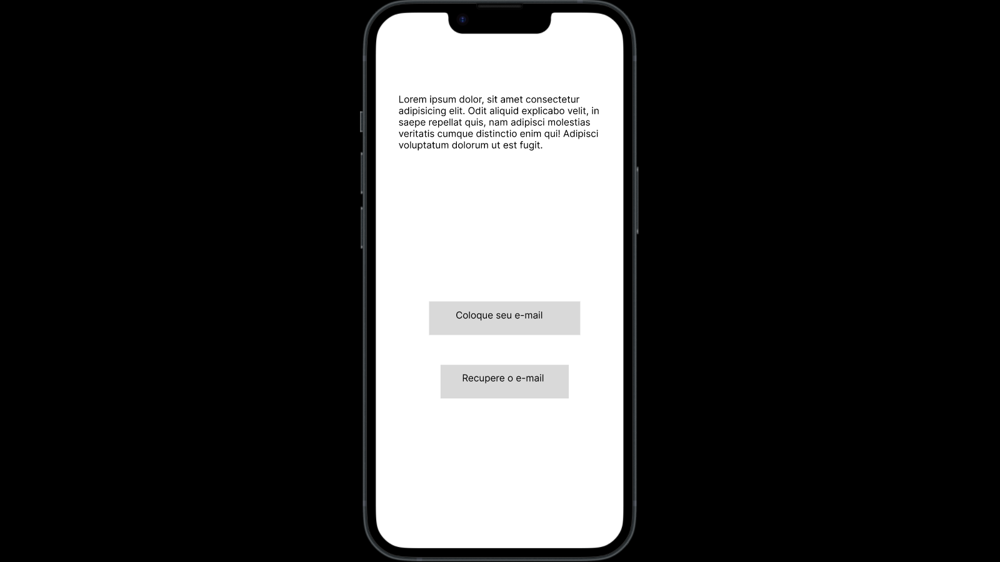 Lorem ipsum dolor, sit amet consectetur
adipisicing elit. Odit aliquid explicabo velit, in
saepe repellat quis, nam adipisci molestias
veritatis cumque distinctio enim qui! Adipisci
voluptatum dolorum ut est fugit.
Coloque seu e-mail
Recupere o e-mail